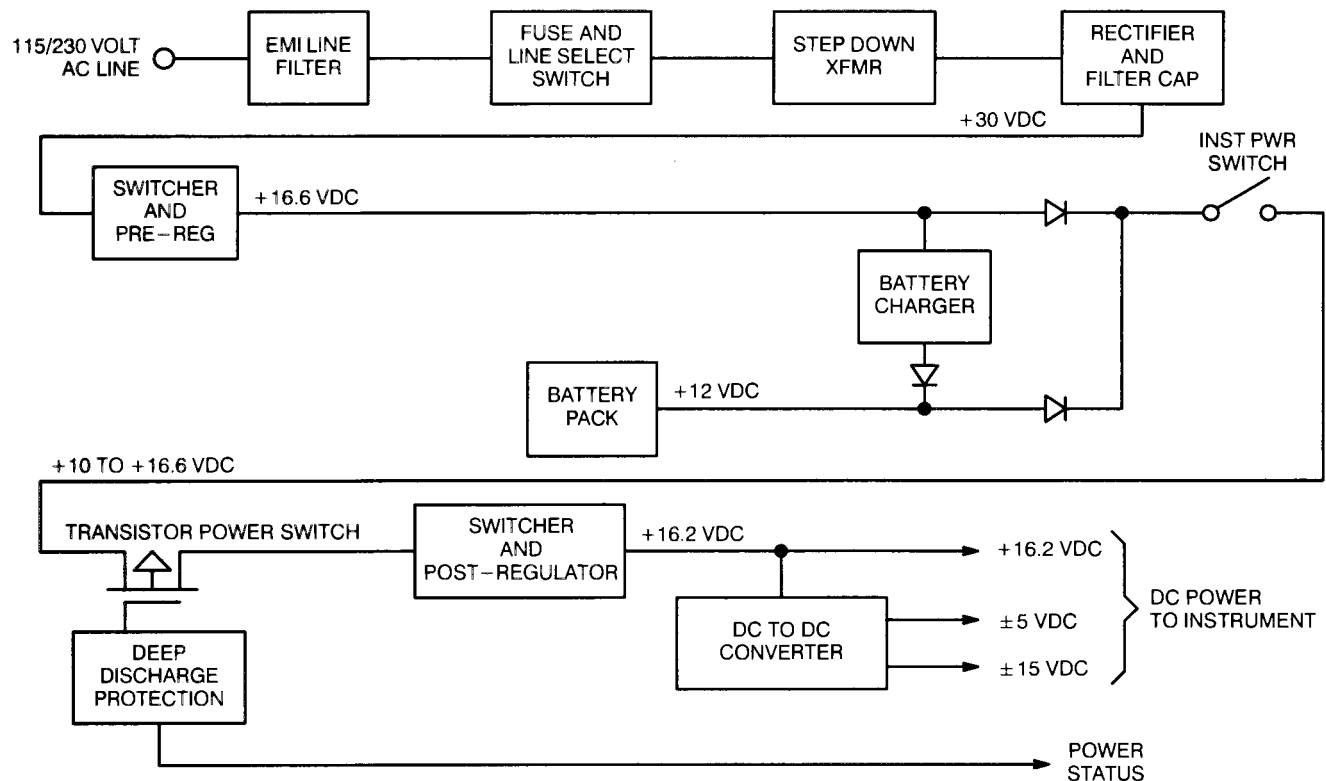 115/230 VOLT
AC LINE
EMI LINE
FILTER
FUSE AND
LINE SELECT
SWITCH
STEP DOWN
XFMR
RECTIFIER
AND
FILTER CAP
+30 VDC
INST PWR
SWITCH
SWITCHER
AND
PRE-REG
+16.6 VDC
BATTERY
CHARGER
BATTERY
PACK
+12 VDC
+10 TO +16.6 VDC
TRANSISTOR POWER SWITCH
SWITCHER
AND
POST-REGULATOR
+16.2 VDC
+16.2 VDC
DC TO DC
CONVERTER
±5 VDC
±15 VDC
DC POWER
TO INSTRUMENT
DEEP
DISCHARGE
PROTECTION
POWER
STATUS